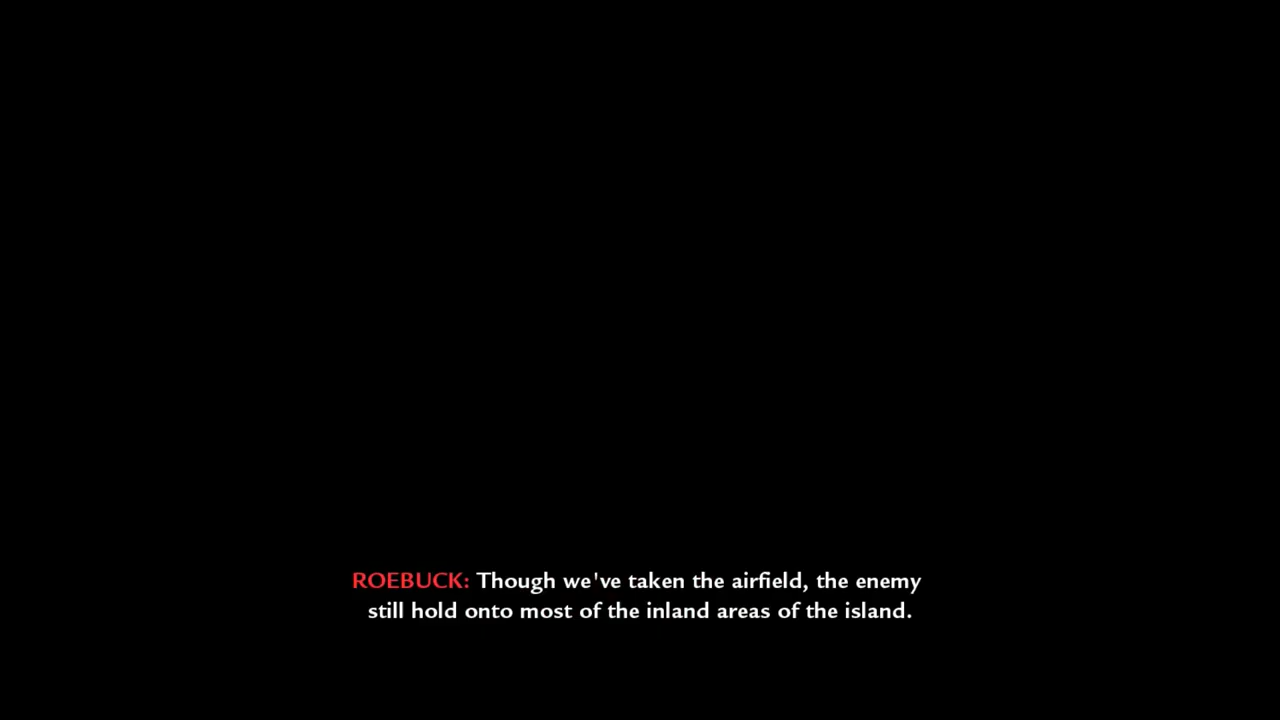 ROEBUCK: Though we've taken the airfield, the enemy
still hold onto most of the inland areas of the island.